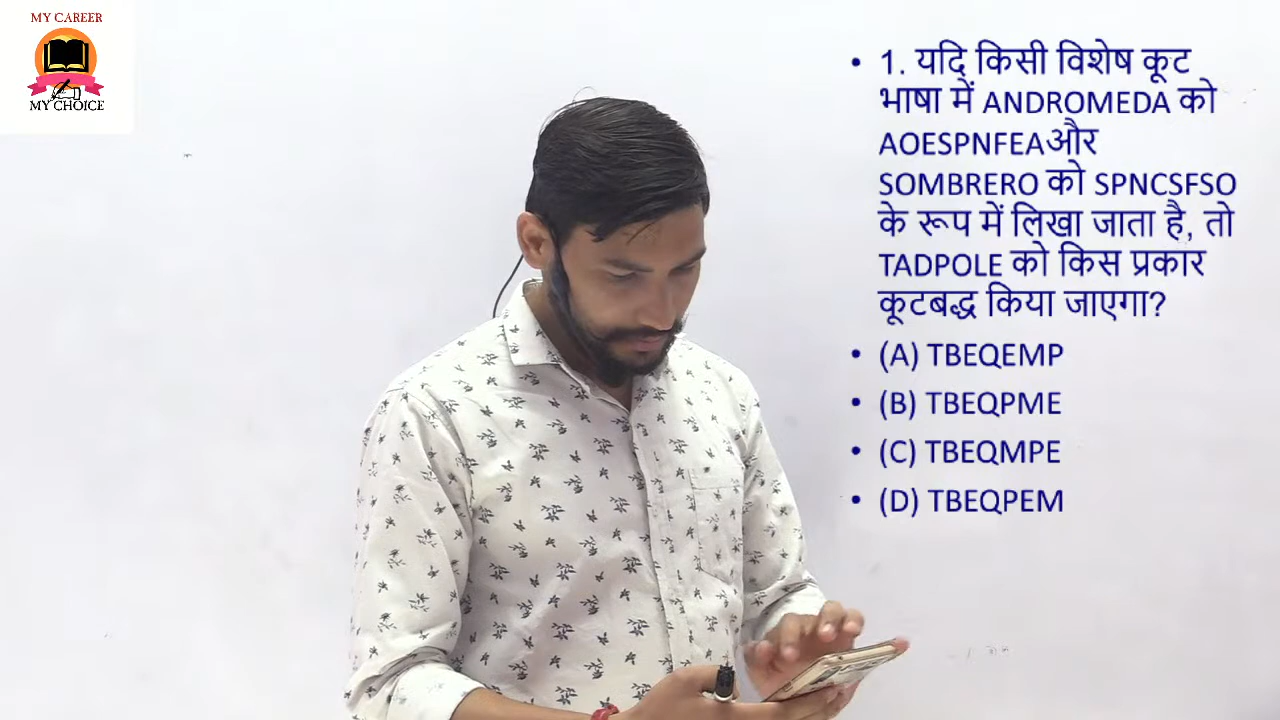 MY CAREER
MY CHOICE
• 1. यदि किसी विशेष कूट
भाषा में ANDROMEDA को
AOESPNFEAऔर
SOMBRERO को SPNCSFSO
के रूप में लिखा जाता है, तो
TADPOLE को किस प्रकार
कूटबद्ध किया जाएगा?
• (A) TBEQEMP
• (B) TBEQPME
• (C) TBEQMPE
• (D) TBEQPEM